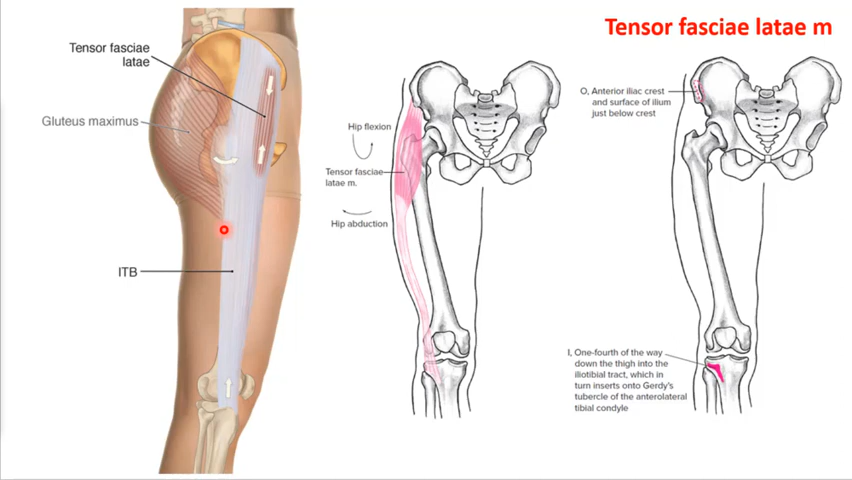 Tensor fasciae latae m
Tensor fasciae
latae
Gluteus maximus
ITB
Hip flexion
Tensor fasciae
latae m.
Hip abduction
O, Anterior iliac crest
and surface of ilium
just below crest
I, One-fourth of the way
down the thigh into the
iliotibial tract, which in
turn inserts onto Gerdy's
tubercle of the anterolateral
tibial condyle